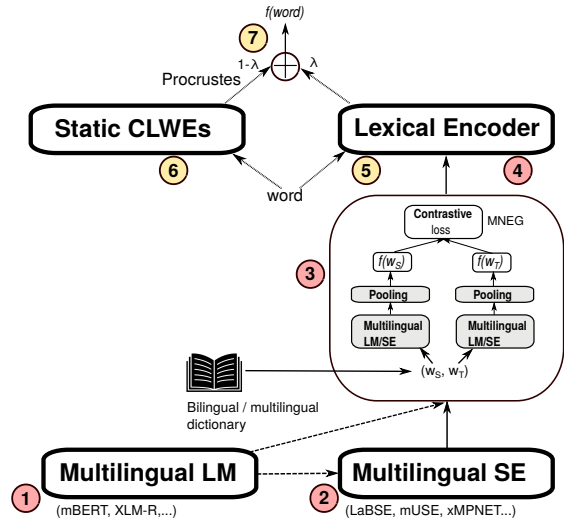 f(word)
7
1-λ
λ
Procrustes
Static CLWEs
Lexical Encoder
6
5
4
word
Contrastive
loss
MNEG
3
f(w_S)
f(w_T)
Pooling
Pooling
Multilingual
LM/SE
Multilingual
LM/SE
(w_S, w_T)
Bilingual / multilingual
dictionary
Multilingual LM
Multilingual SE
1
2
(mBERT, XLM-R,...)
(LaBSE, mUSE, xMPNET...)